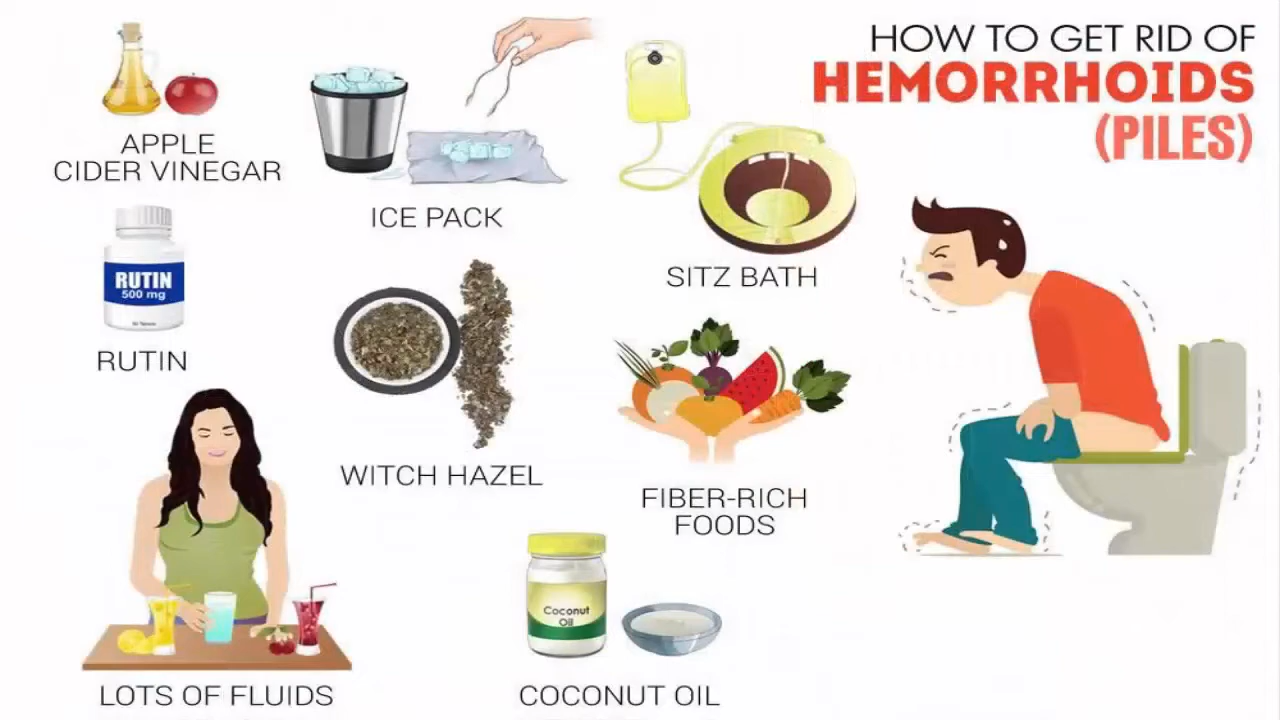 HOW TO GET RID OF
HEMORRHOIDS
(PILES)
APPLE
CIDER VINEGAR
ICE PACK
SITZ BATH
RUTIN
500 mg
RUTIN
WITCH HAZEL
FIBER-RICH
FOODS
LOTS OF FLUIDS
Coconut
Oil
COCONUT OIL